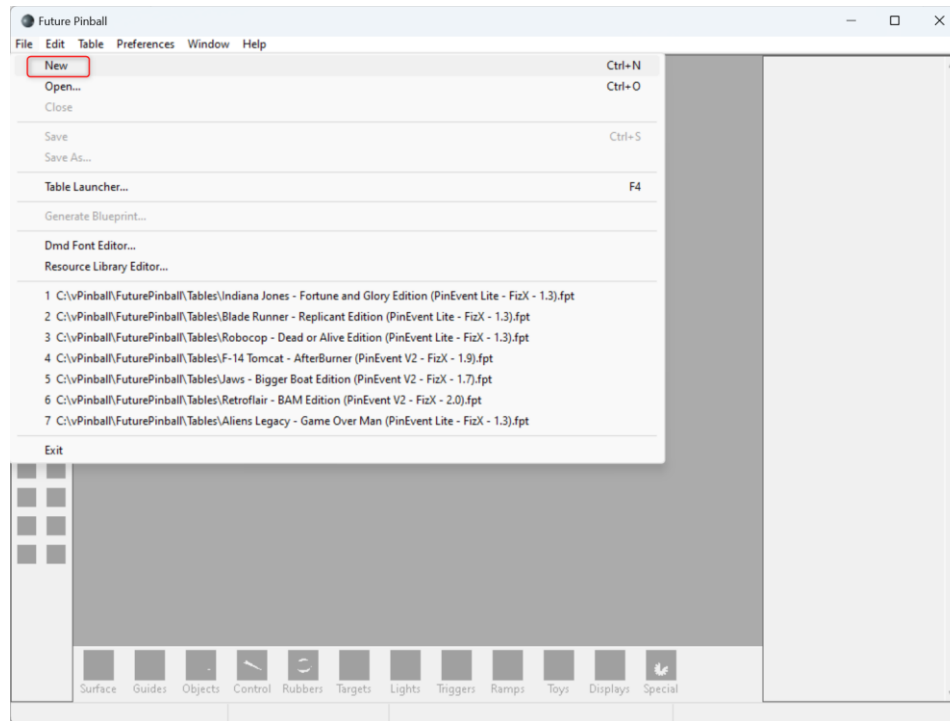 Future Pinball
File Edit Table Preferences Window Help
New Ctrl+N
Open... Ctrl+O
Close
Save Ctrl+S
Save As...
Table Launcher... F4
Generate Blueprint...
Dmd Font Editor...
Resource Library Editor...
1 C:\vPinball\FuturePinball\Tables\Indiana Jones - Fortune and Glory Edition (PinEvent Lite - FizX - 1.3).fpt
2 C:\vPinball\FuturePinball\Tables\Blade Runner - Replicant Edition (PinEvent Lite - FizX - 1.3).fpt
3 C:\vPinball\FuturePinball\Tables\Robocop - Dead or Alive Edition (PinEvent Lite - FizX - 1.3).fpt
4 C:\vPinball\FuturePinball\Tables\F-14 Tomcat - AfterBurner (PinEvent V2 - FizX - 1.9).fpt
5 C:\vPinball\FuturePinball\Tables\Jaws - Bigger Boat Edition (PinEvent V2 - FizX - 1.7).fpt
6 C:\vPinball\FuturePinball\Tables\Retroflair - BAM Edition (PinEvent V2 - FizX - 2.0).fpt
7 C:\vPinball\FuturePinball\Tables\Aliens Legacy - Game Over Man (PinEvent Lite - FizX - 1.3).fpt
Exit
Surface Guides Objects Control Rubbers Targets Lights Triggers Ramps Toys Displays Special